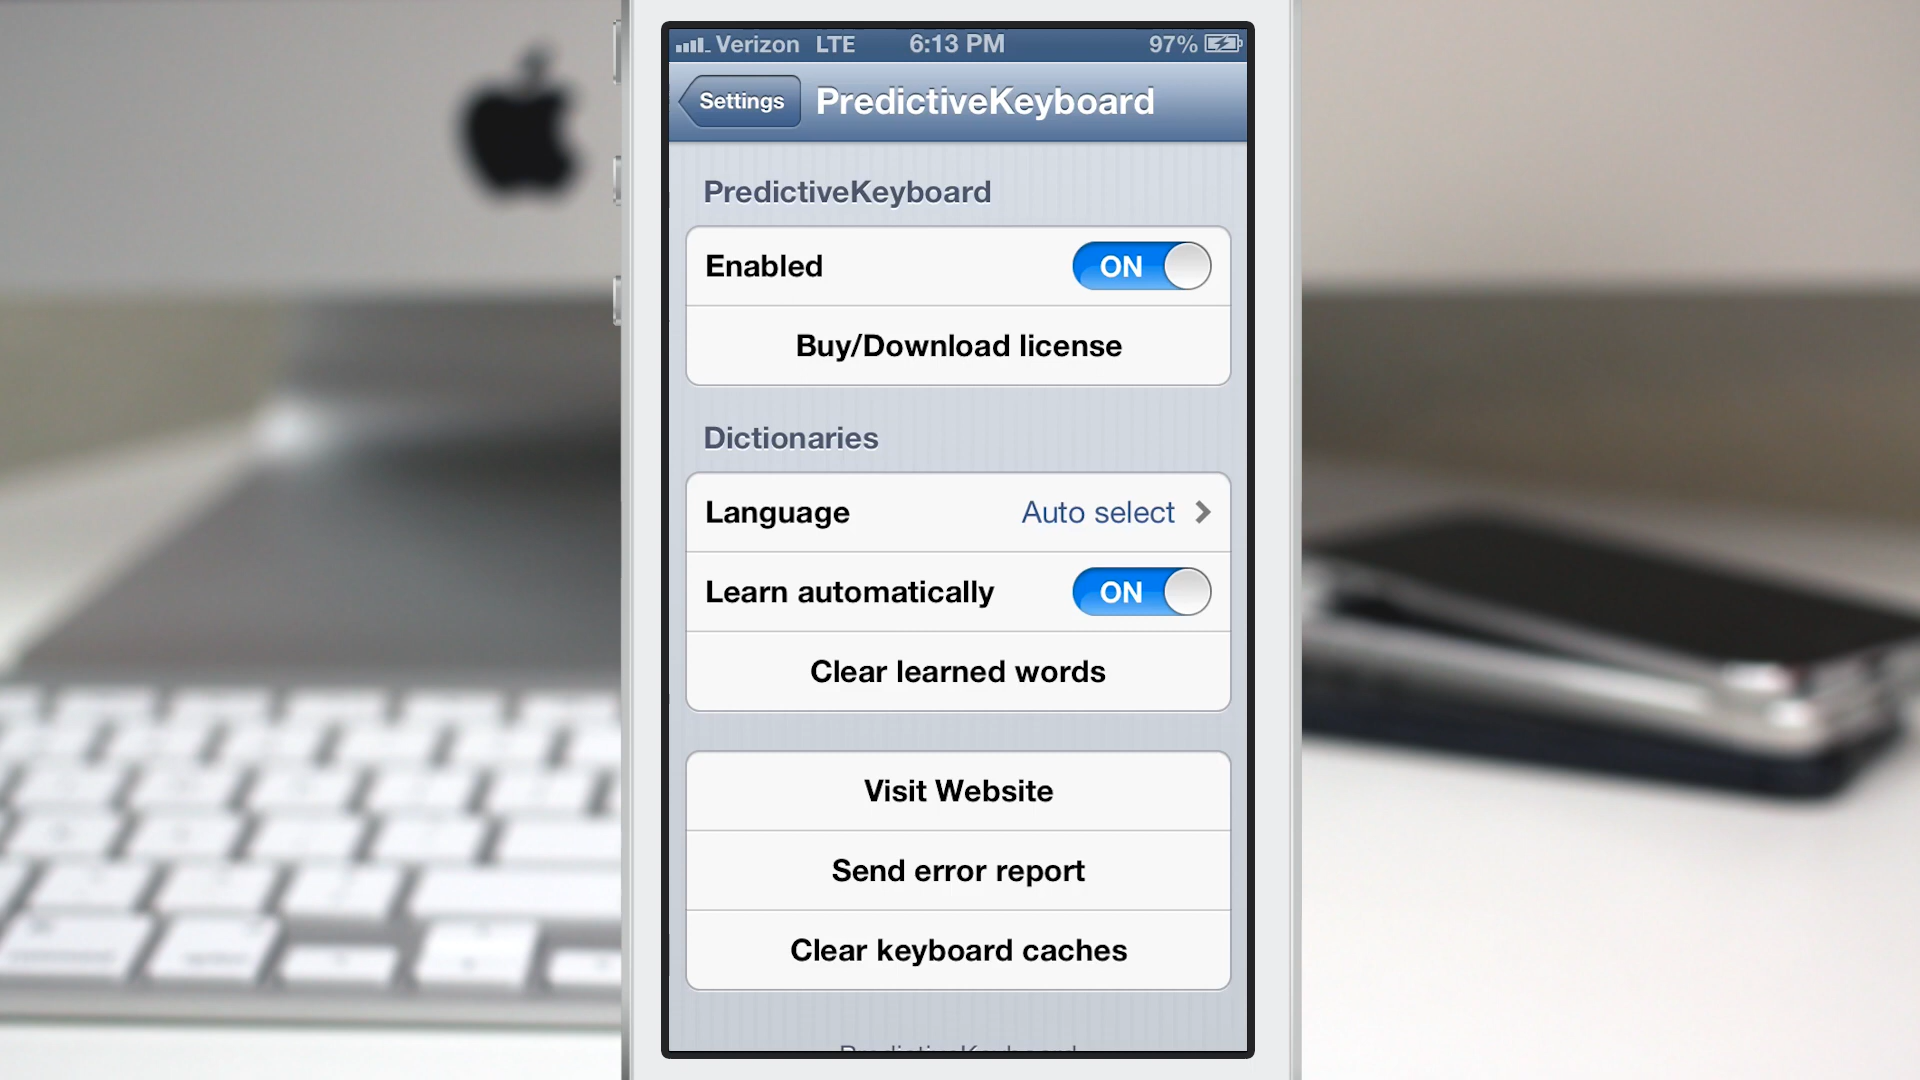 Verizon LTE 6:13 PM 97%
Settings PredictiveKeyboard
PredictiveKeyboard
Enabled ON
Buy/Download license
Dictionaries
Language Auto select
Learn automatically ON
Clear learned words
Visit Website
Send error report
Clear keyboard caches